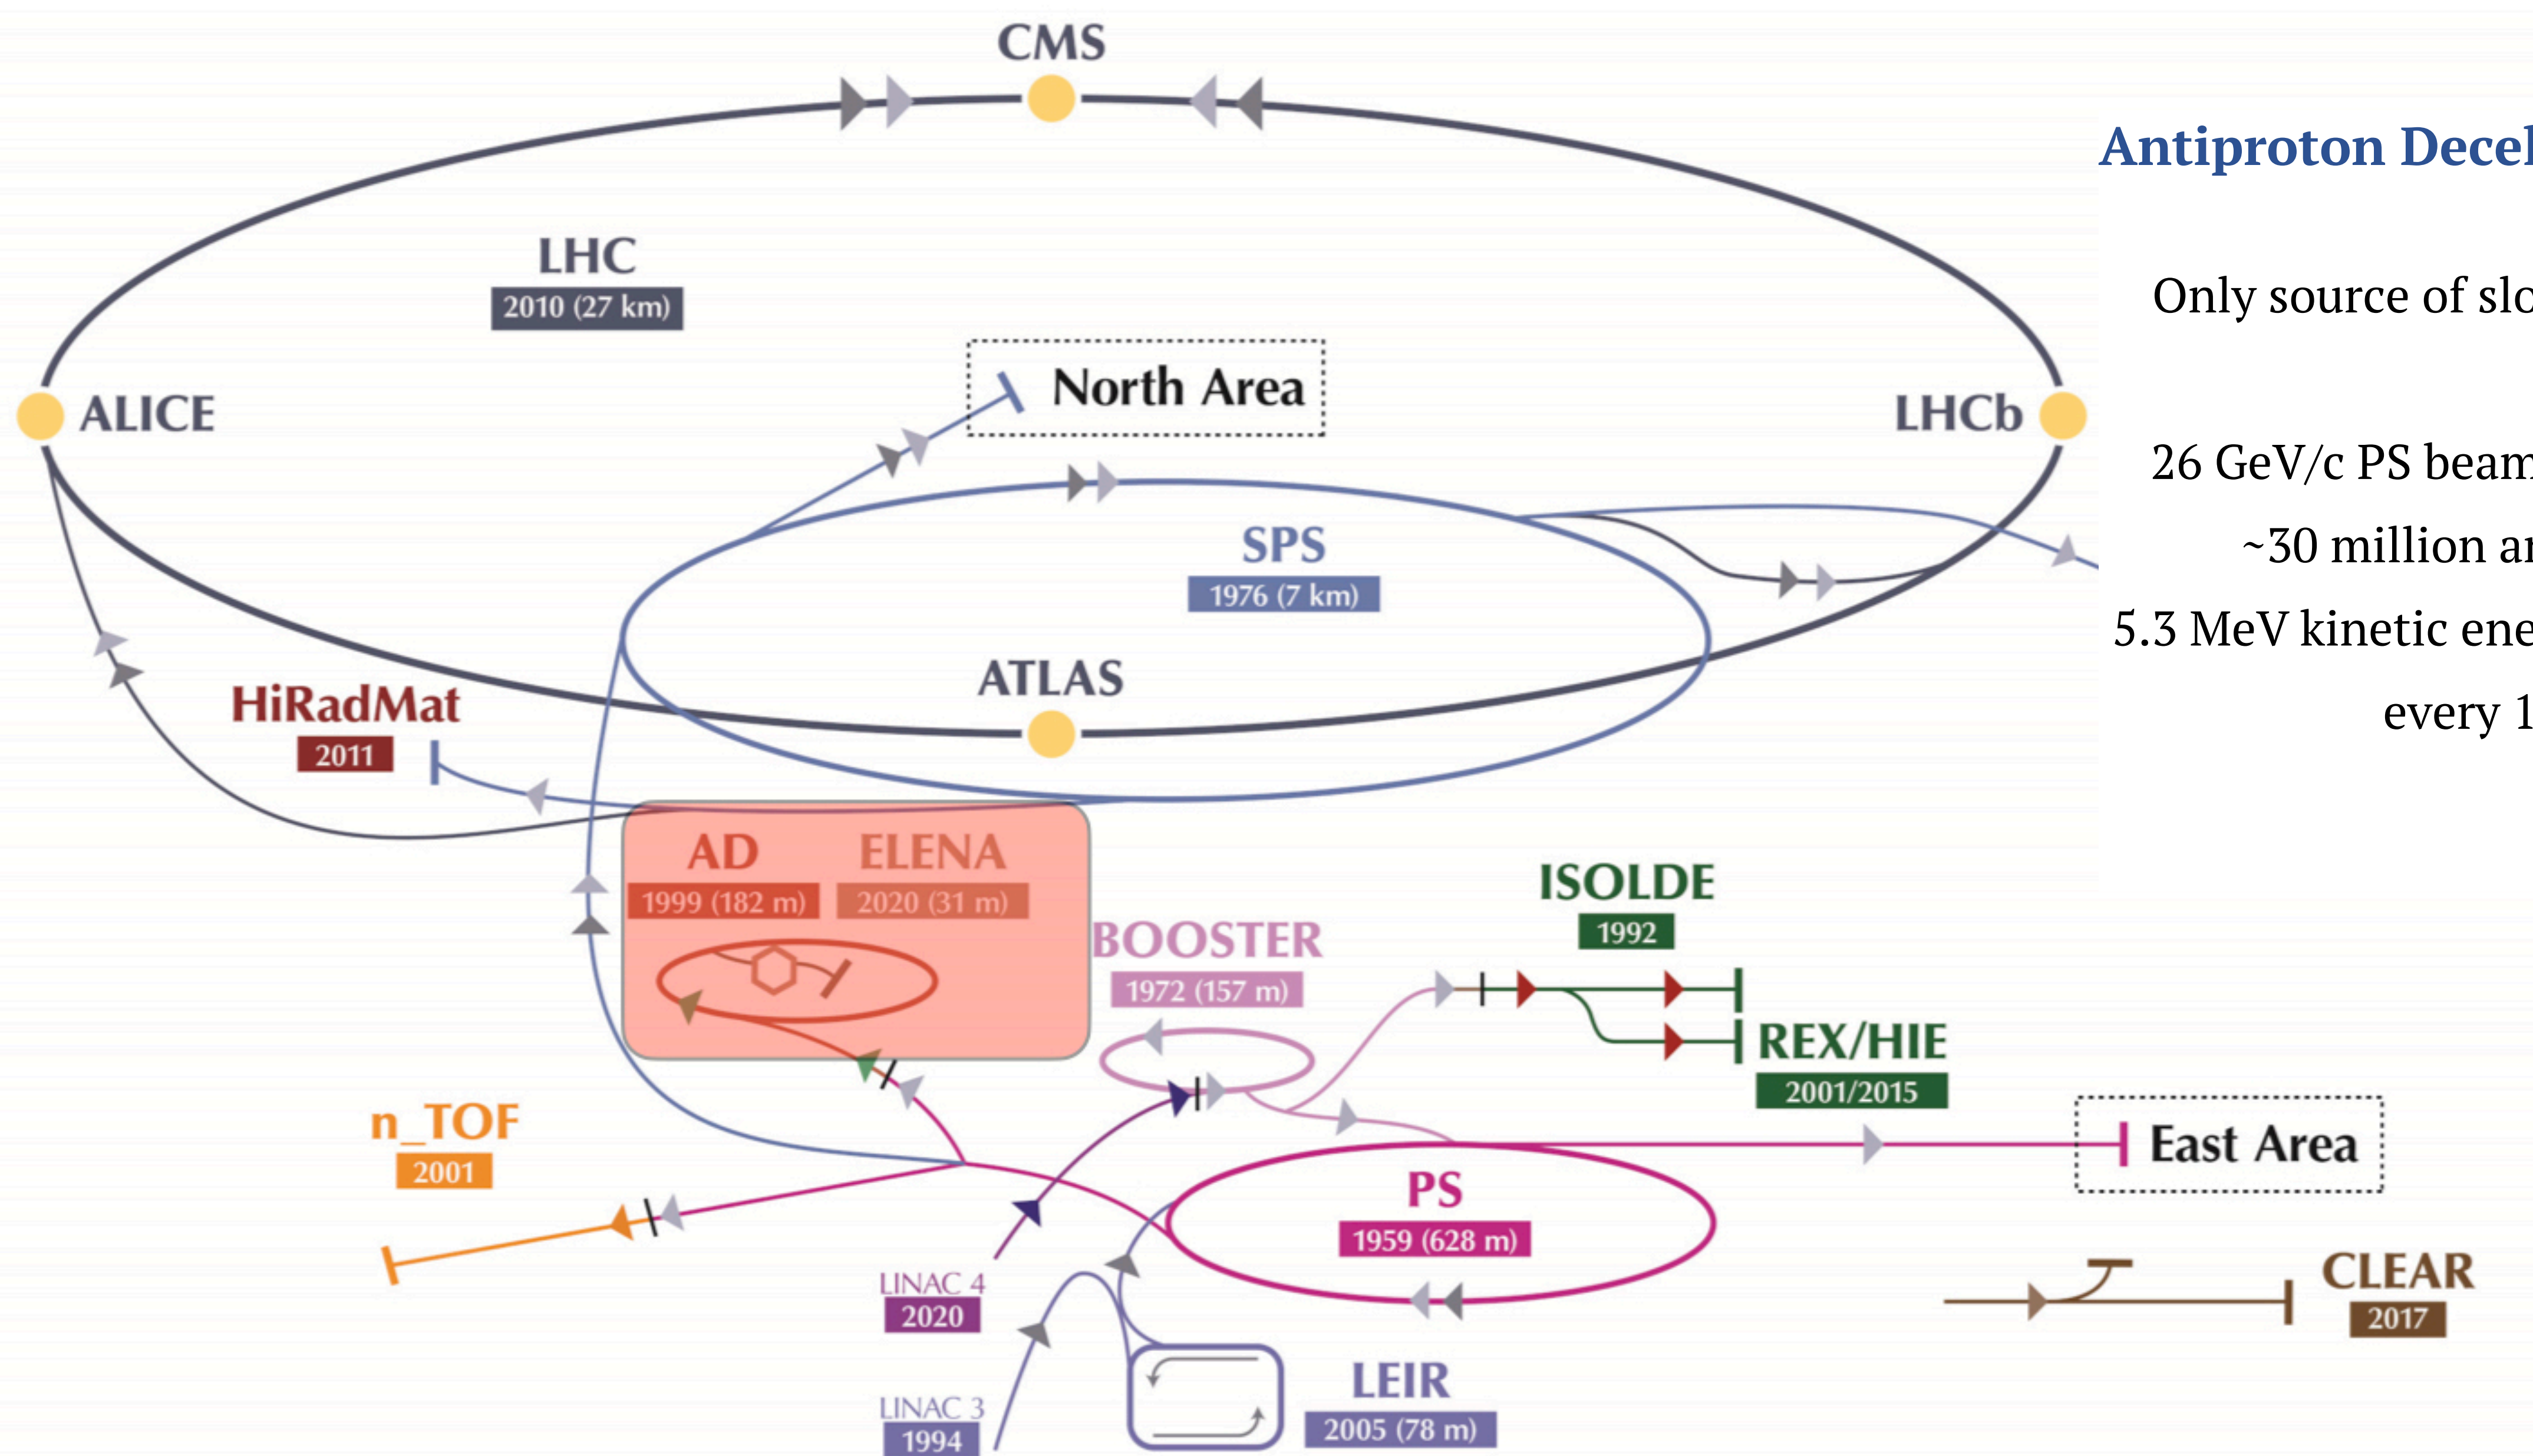 CMS
Antiproton Decel
LHC
2010 (27 km)
Only source of slo
North Area
ALICE
LHCb
26 GeV/c PS beam
SPS
~30 million an
1976 (7 km)
5.3 MeV kinetic ene
ATLAS
HiRadMat
every 1
2011
AD
ELENA
1999 (182 m)
2020 (31 m)
ISOLDE
1992
BOOSTER
1972 (157 m)
REX/HIE
2001/2015
n_TOF
2001
East Area
PS
1959 (628 m)
LINAC 4
2020
CLEAR
2017
LEIR
2005 (78 m)
LINAC 3
1994